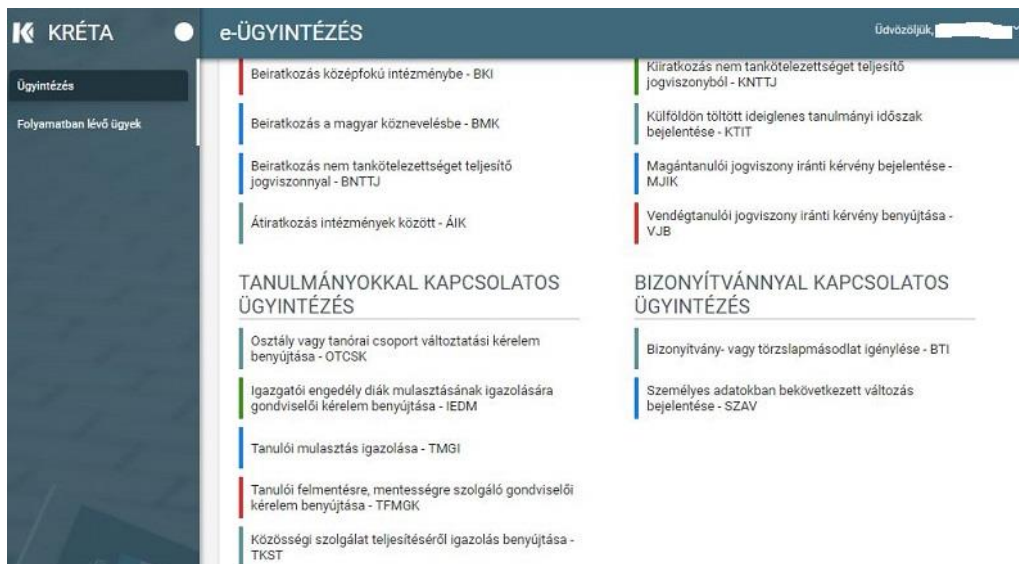 KRÉTA
e-ÜGYINTÉZÉS
Üdvözöljük,
Ügyintézés
Folyamatban lévő ügyek
Beiratkozás középfokú intézménybe - BKI
Beiratkozás a magyar köznevelésbe - BMK
Beiratkozás nem tankötelezettséget teljesítő
jogviszonnyal - BNTTJ
Átiratkozás intézmények között - ÁIK
Kiiratkozás nem tankötelezettséget teljesítő
jogviszonyból - KNTTJ
Külföldön töltött ideiglenes tanulmányi időszak
bejelentése - KTIT
Magántanulói jogviszony iránti kérvény bejelentése -
MJIK
Vendégtanulói jogviszony iránti kérvény benyújtása -
VJB
TANULMÁNYOKKAL KAPCSOLATOS
ÜGYINTÉZÉS
Osztály vagy tanórai csoport változtatási kérelem
benyújtása - OTCSK
Igazgatói engedély diák mulasztásának igazolására
gondviselői kérelem benyújtása - IEDM
Tanulói mulasztás igazolása - TMGI
Tanulói felmentésre, mentességre szolgáló gondviselői
kérelem benyújtása - TFMGK
Közösségi szolgálat teljesítéséről igazolás benyújtása -
TKST
BIZONYÍTVÁNNYAL KAPCSOLATOS
ÜGYINTÉZÉS
Bizonyítvány- vagy törzslapmásodlat igénylése - BTI
Személyes adatokban bekövetkezett változás
bejelentése - SZAV